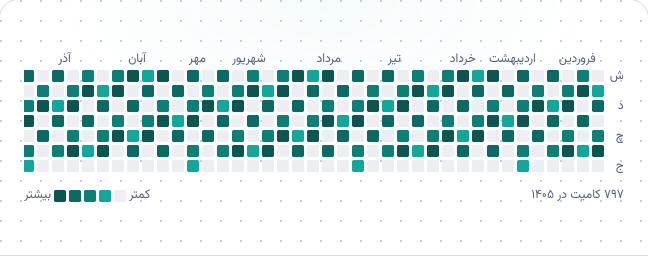 فروردین اردیبهشت خرداد تیر مرداد شهریور مهر آبان آذر
ش
د
چ
ج
۷۹۷ کامیت در ۱۴۰۵
کمتر بیشتر